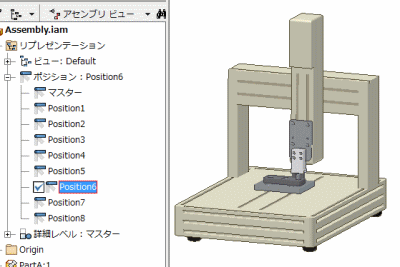 アセンブリ ビュー
Assembly.iam
リプレゼンテーション
ビュー: Default
ポジション : Position6
マスター
Position1
Position2
Position3
Position4
Position5
Position6
Position7
Position8
詳細レベル : マスター
Origin
PartA:1